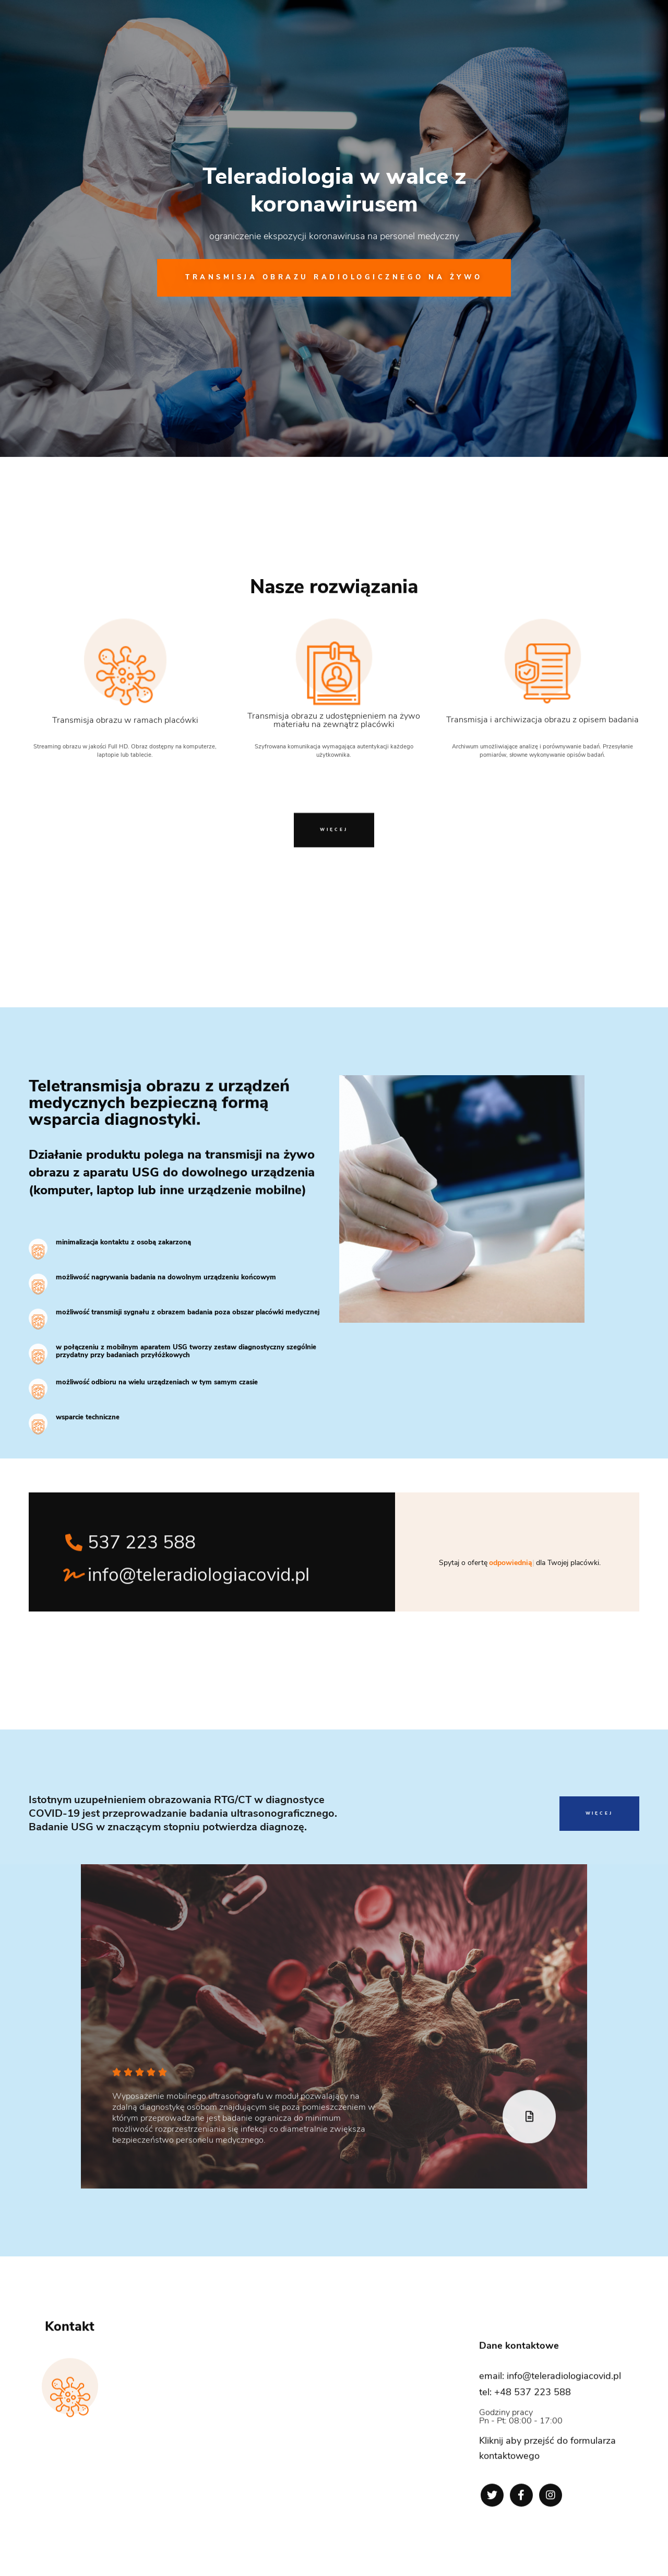 Teleradiologia w walce z
koronawirusem
ograniczenie ekspozycji koronawirusa na personel medyczny
TRANSMISJA OBRAZU RADIOLOGICZNEGO NA ŻYWO
Nasze rozwiązania
Transmisja obrazu w ramach placówki
Streaming obrazu w jakości Full HD. Obraz dostępny na komputerze,
laptopie lub tablecie.
Transmisja obrazu z udostępnieniem na żywo
materiału na zewnątrz placówki
Szyfrowana komunikacja wymagająca autentykacji każdego
użytkownika.
Transmisja i archiwizacja obrazu z opisem badania
Archiwum umożliwiające analizę i porównywanie badań. Przesyłanie
pomiarów, słowne wykonywanie opisów badań.
WIĘCEJ
Teletransmisja obrazu z urządzeń
medycznych bezpieczną formą
wsparcia diagnostyki.
Działanie produktu polega na transmisji na żywo
obrazu z aparatu USG do dowolnego urządzenia
(komputer, laptop lub inne urządzenie mobilne)
minimalizacja kontaktu z osobą zakarzoną
możliwość nagrywania badania na dowolnym urządzeniu końcowym
możliwość transmisji sygnału z obrazem badania poza obszar placówki medycznej
w połączeniu z mobilnym aparatem USG tworzy zestaw diagnostyczny szególnie
przydatny przy badaniach przyłóżkowych
możliwość odbioru na wielu urządzeniach w tym samym czasie
wsparcie techniczne
537 223 588
info@teleradiologiacovid.pl
Spytaj o ofertę odpowiednią: dla Twojej placówki.
Istotnym uzupełnieniem obrazowania RTG/CT w diagnostyce
COVID-19 jest przeprowadzanie badania ultrasonograficznego.
Badanie USG w znaczącym stopniu potwierdza diagnozę.
WIĘCEJ
Wyposażenie mobilnego ultrasonografu w moduł pozwalający na
zdalną diagnostykę osobom znajdującym się poza pomieszczeniem w
którym przeprowadzane jest badanie ogranicza do minimum
możliwość rozprzestrzeniania się infekcji co diametralnie zwiększa
bezpieczeństwo personelu medycznego.
Kontakt
Dane kontaktowe
email: info@teleradiologiacovid.pl
tel: +48 537 223 588
Godziny pracy
Pn - Pt: 08:00 - 17:00
Kliknij aby przejść do formularza
kontaktowego